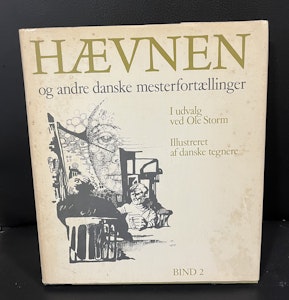 HÆVNEN
og andre danske mesterfortællinger
I udvalg
ved Ole Storm
Illustreret
af danske tegnere
BIND 2